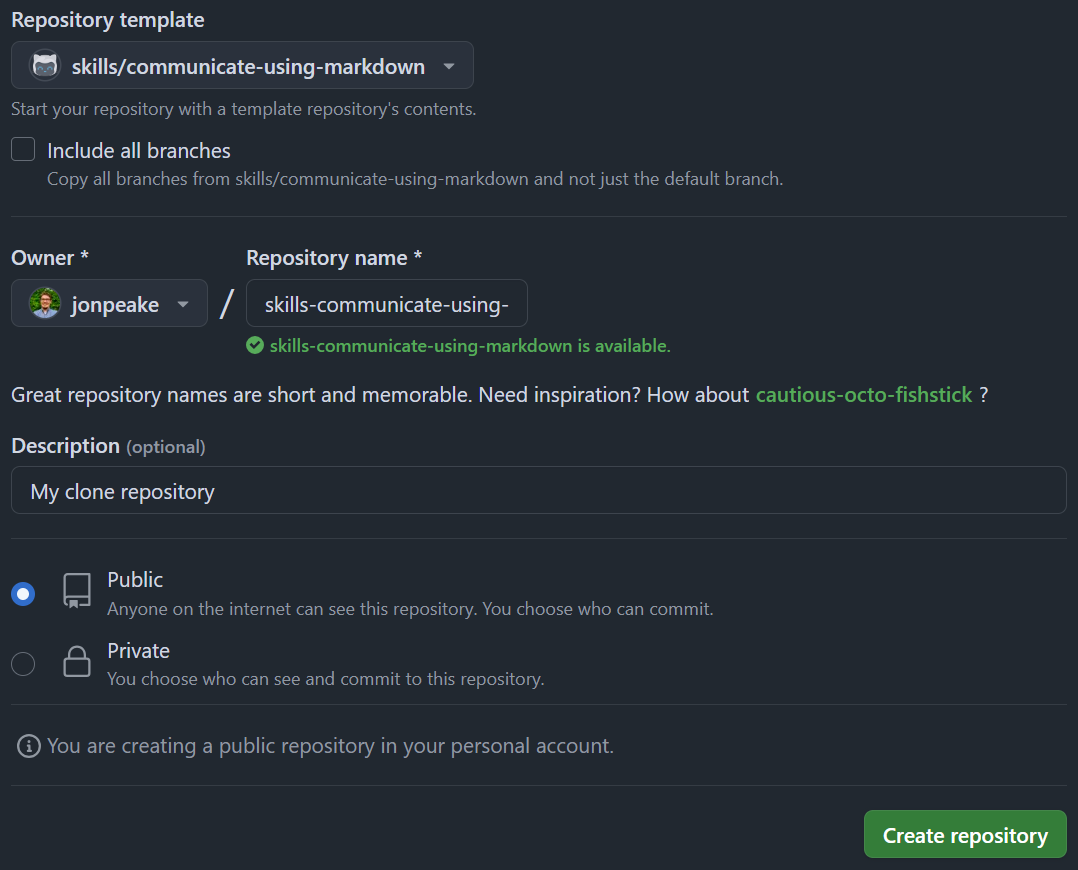 Repository template
skills/communicate-using-markdown
Start your repository with a template repository's contents.
Include all branches
Copy all branches from skills/communicate-using-markdown and not just the default branch.
Owner * Repository name *
jonpeake / skills-communicate-using-
skills-communicate-using-markdown is available.
Great repository names are short and memorable. Need inspiration? How about cautious-octo-fishstick ?
Description (optional)
My clone repository
Public
Anyone on the internet can see this repository. You choose who can commit.
Private
You choose who can see and commit to this repository.
You are creating a public repository in your personal account.
Create repository